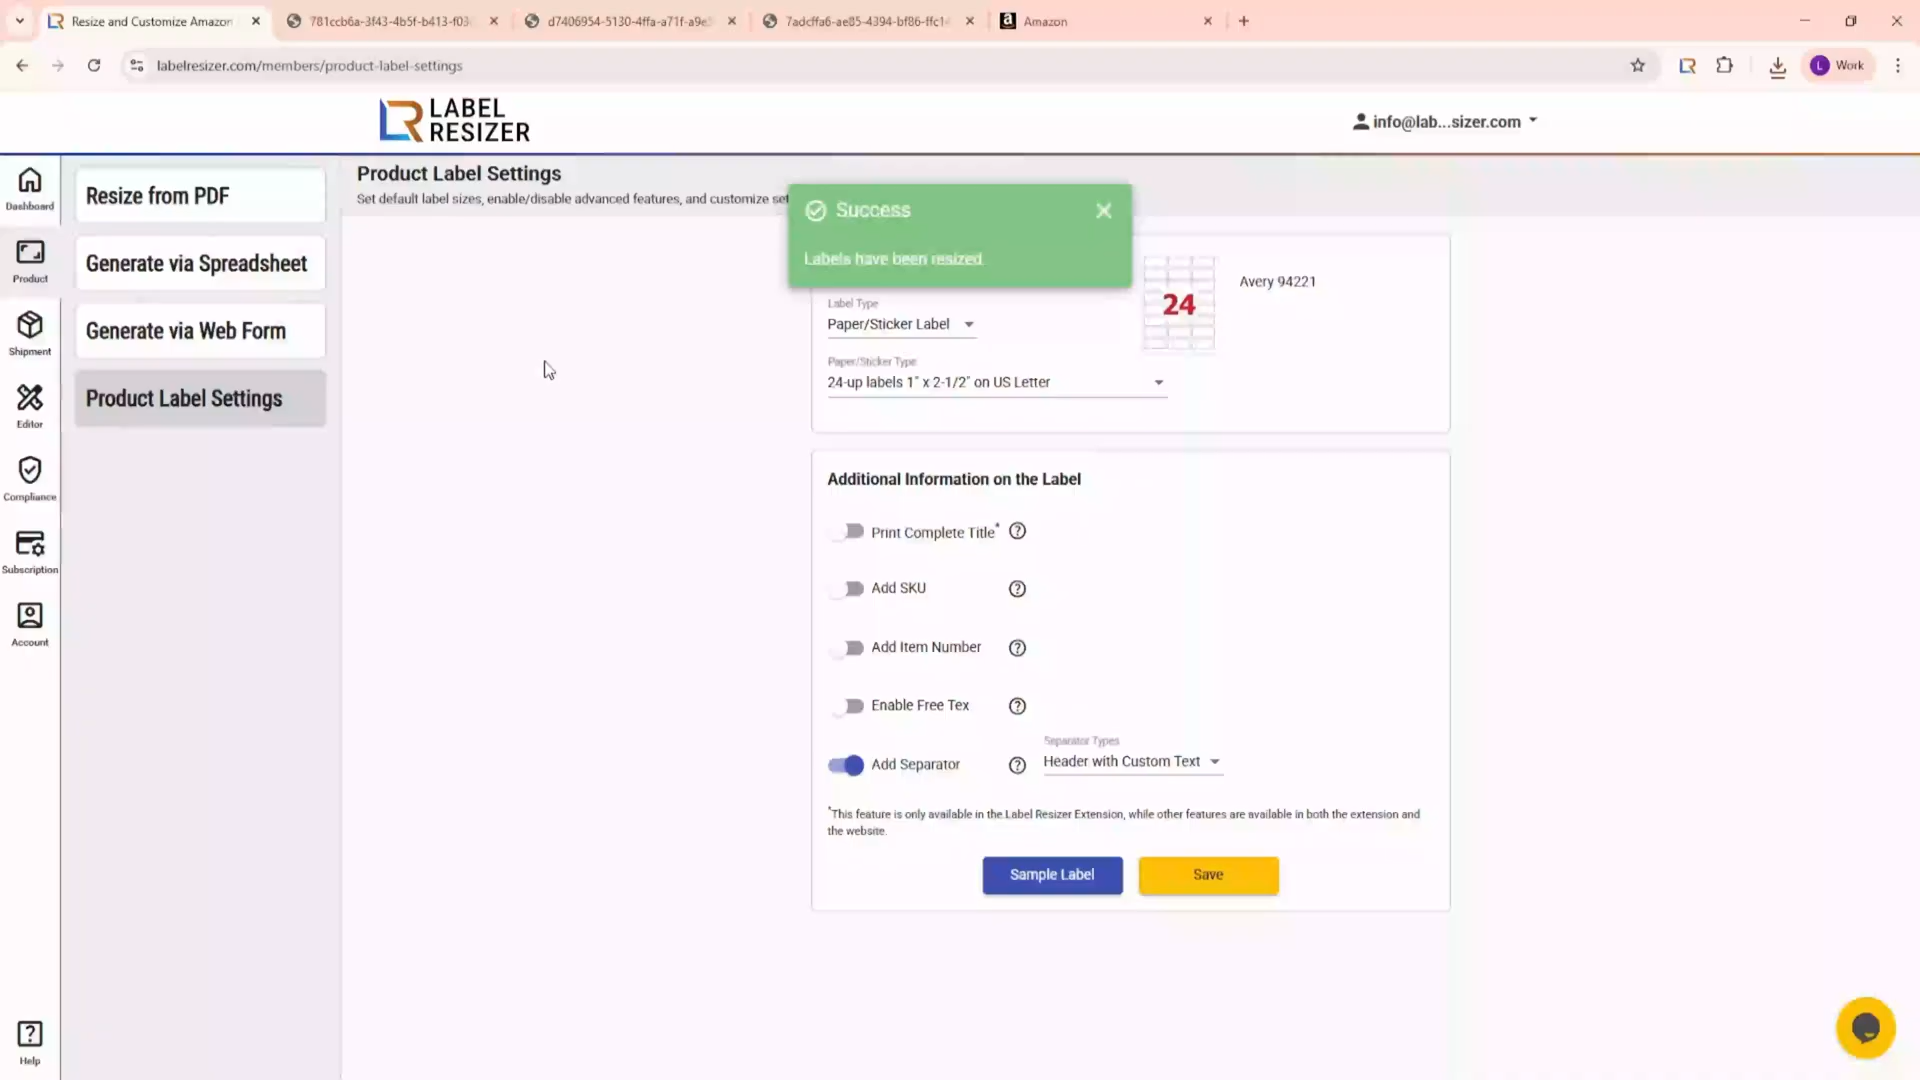 Resize and Customize Amazon
781ccb6a-3f43-4b5f-b413-f03
d7406954-5130-4ffa-a71f-a9e
7adcffa6-ae85-4394-bf86-ffc1
a
Amazon
labelresizer.com/members/product-label-settings
L
Work
LABEL
RESIZER
info@lab...sizer.com
Dashboard
Product
Shipment
Editor
Compliance
Subscription
Account
Help
Resize from PDF
Generate via Spreadsheet
Generate via Web Form
Product Label Settings
Product Label Settings
Set default label sizes, enable/disable advanced features, and customize set
Success
Labels have been resized.
Label Type
Paper/Sticker Label
Paper/Sticker Type
24-up labels 1" x 2-1/2" on US Letter
24
Avery 94221
Additional Information on the Label
Print Complete Title*
Add SKU
Add Item Number
Enable Free Tex
Add Separator
Separator Types
Header with Custom Text
*This feature is only available in the Label Resizer Extension, while other features are available in both the extension and
the website.
Sample Label
Save